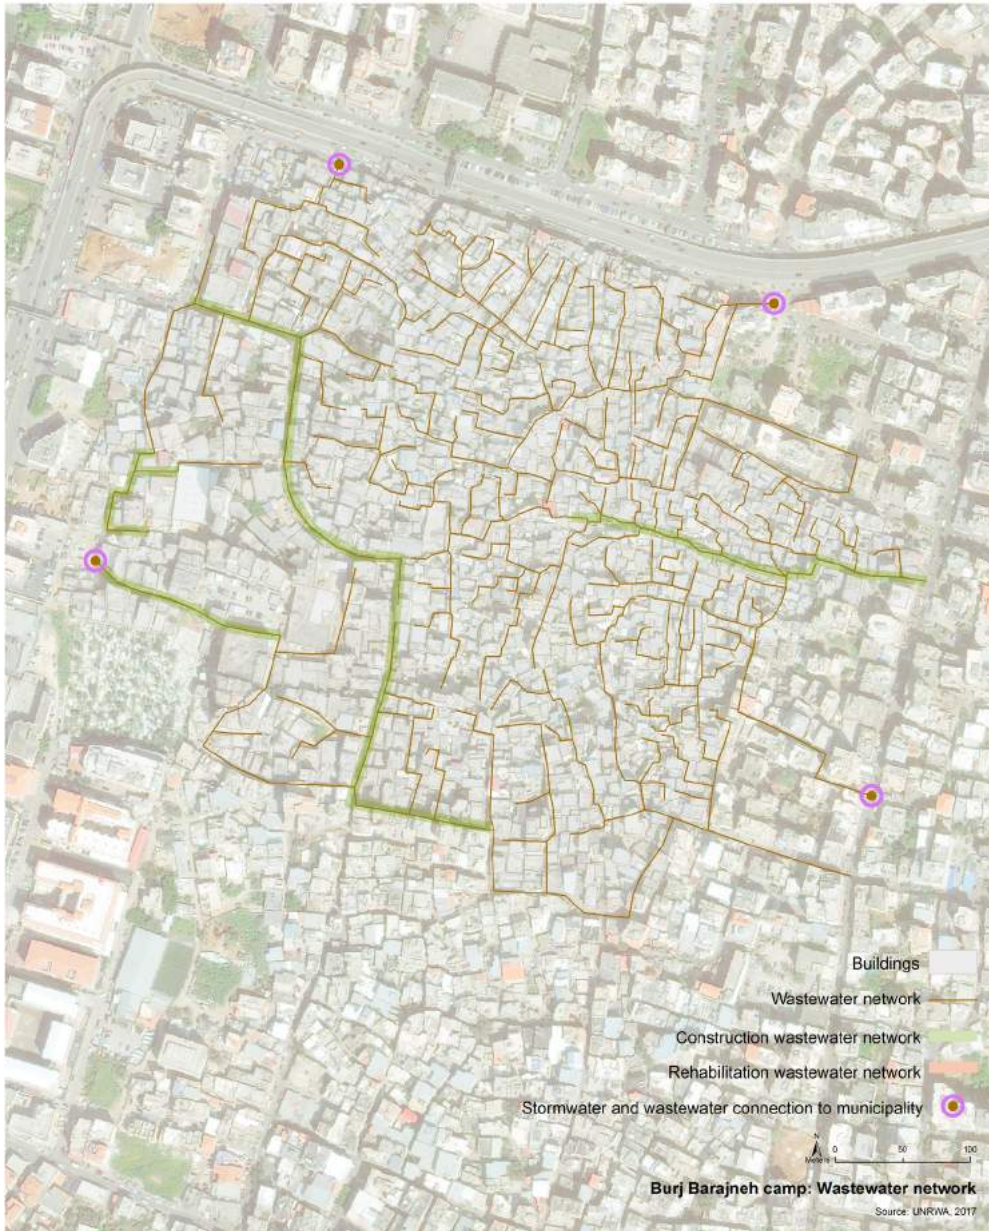 Buildings
Wastewater network
Construction wastewater network
Rehabilitation wastewater network
Stormwater and wastewater connection to municipality
N
Meters
0 50 100
Burj Barajneh camp: Wastewater network
Source: UNRWA, 2017